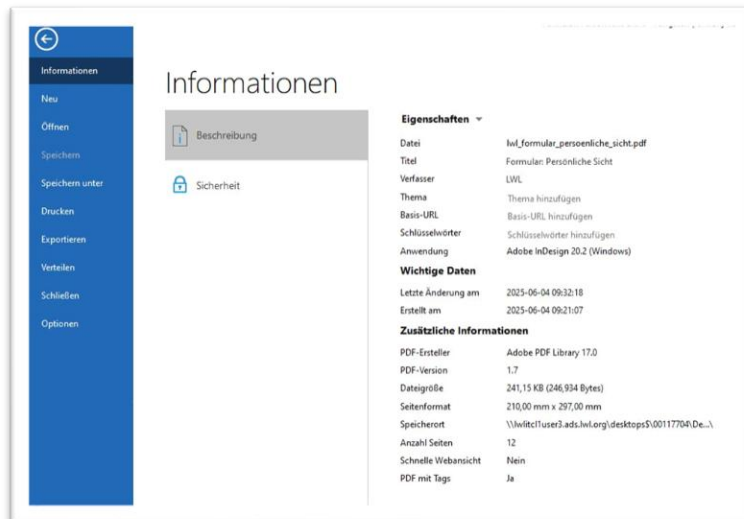 Informationen
Neu
Öffnen
Speichern
Speichern unter
Drucken
Exportieren
Verteilen
Schließen
Optionen
Informationen
Beschreibung
Sicherheit
Eigenschaften
Datei lwl_formular_persoenliche_sicht.pdf
Titel Formular: Persönliche Sicht
Verfasser LWL
Thema Thema hinzufügen
Basis-URL Basis-URL hinzufügen
Schlüsselwörter Schlüsselwörter hinzufügen
Anwendung Adobe InDesign 20.2 (Windows)
Wichtige Daten
Letzte Änderung am 2025-06-04 09:32:18
Erstellt am 2025-06-04 09:21:07
Zusätzliche Informationen
PDF-Ersteller Adobe PDF Library 17.0
PDF-Version 1.7
Dateigröße 241,15 KB (246,934 Bytes)
Seitenformat 210,00 mm x 297,00 mm
Speicherort \\lwlitcl1user3.ads.lwl.org\desktops$\00117704\De...\
Anzahl Seiten 12
Schnelle Webansicht Nein
PDF mit Tags Ja